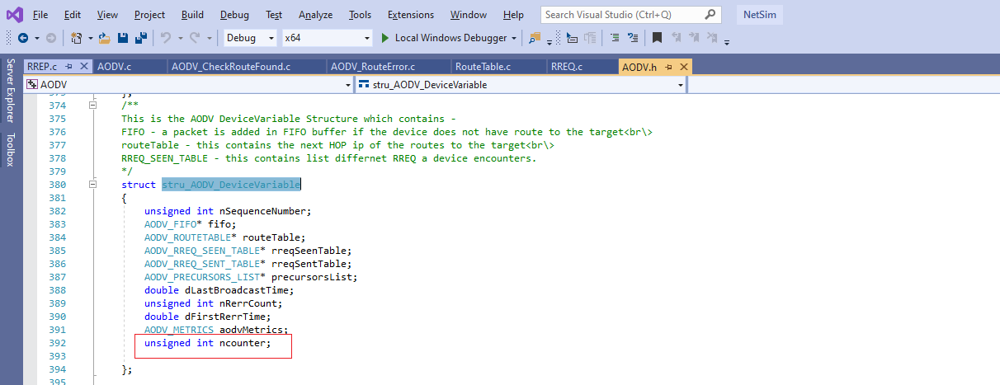 File Edit View Project Build Debug Test Analyze Tools Extensions Window Help Search Visual Studio (Ctrl+Q) NetSim
Debug x64 Local Windows Debugger
Server Explorer
Toolbox
RREP.c AODV.c AODV_CheckRouteFound.c AODV_RouteError.c RouteTable.c RREQ.c AODV.h
AODV stru_AODV_DeviceVariable
373 };
374 /**
375 This is the AODV DeviceVariable Structure which contains -
376 FIFO - a packet is added in FIFO buffer if the device does not have route to the target<br\>
377 routeTable - this contains the next HOP ip of the routes to the target<br\>
378 RREQ_SEEN_TABLE - this contains list differnet RREQ a device encounters.
379 */
380 struct stru_AODV_DeviceVariable
381 {
382 unsigned int nSequenceNumber;
383 AODV_FIFO* fifo;
384 AODV_ROUTETABLE* routeTable;
385 AODV_RREQ_SEEN_TABLE* rreqSeenTable;
386 AODV_RREQ_SENT_TABLE* rreqSentTable;
387 AODV_PRECURSORS_LIST* precursorsList;
388 double dLastBroadcastTime;
389 unsigned int nRerrCount;
390 double dFirstRerrTime;
391 AODV_METRICS aodvMetrics;
392 unsigned int ncounter;
393
394 };
395